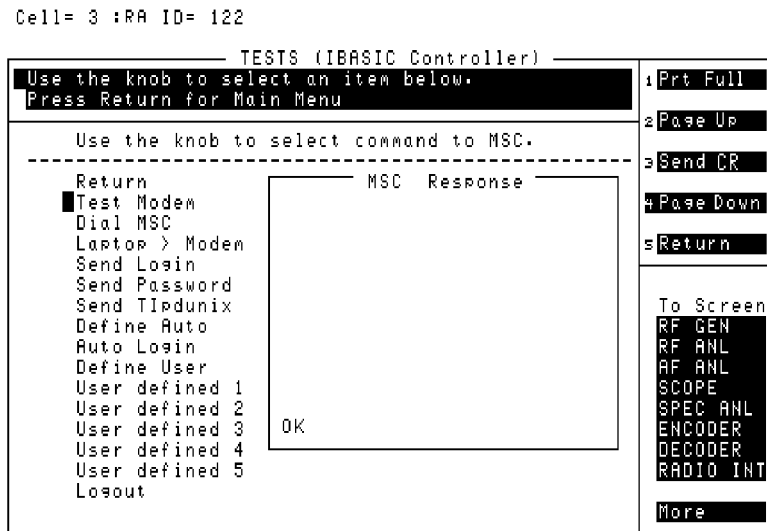 Cell= 3 :RA ID= 122
TESTS (IBASIC Controller)
Use the knob to select an item below.
Press Return for Main Menu
Use the knob to select command to MSC.
Return
Test Modem
Dial MSC
Laptop > Modem
Send Login
Send Password
Send TIpdunix
Define Auto
Auto Login
Define User
User defined 1
User defined 2
User defined 3
User defined 4
User defined 5
Logout
MSC Response
OK
1 Prt Full
2 Page Up
3 Send CR
4 Page Down
5 Return
To Screen
RF GEN
RF ANL
AF ANL
SCOPE
SPEC ANL
ENCODER
DECODER
RADIO INT
More